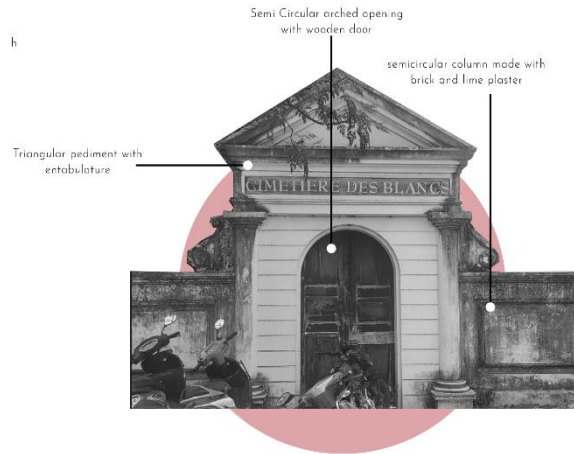 Semi Circular arched opening
with wooden door
h
semicircular column made with
brick and lime plaster
Triangular pediment with
entabulature
CIMETIERE DES BLANCS